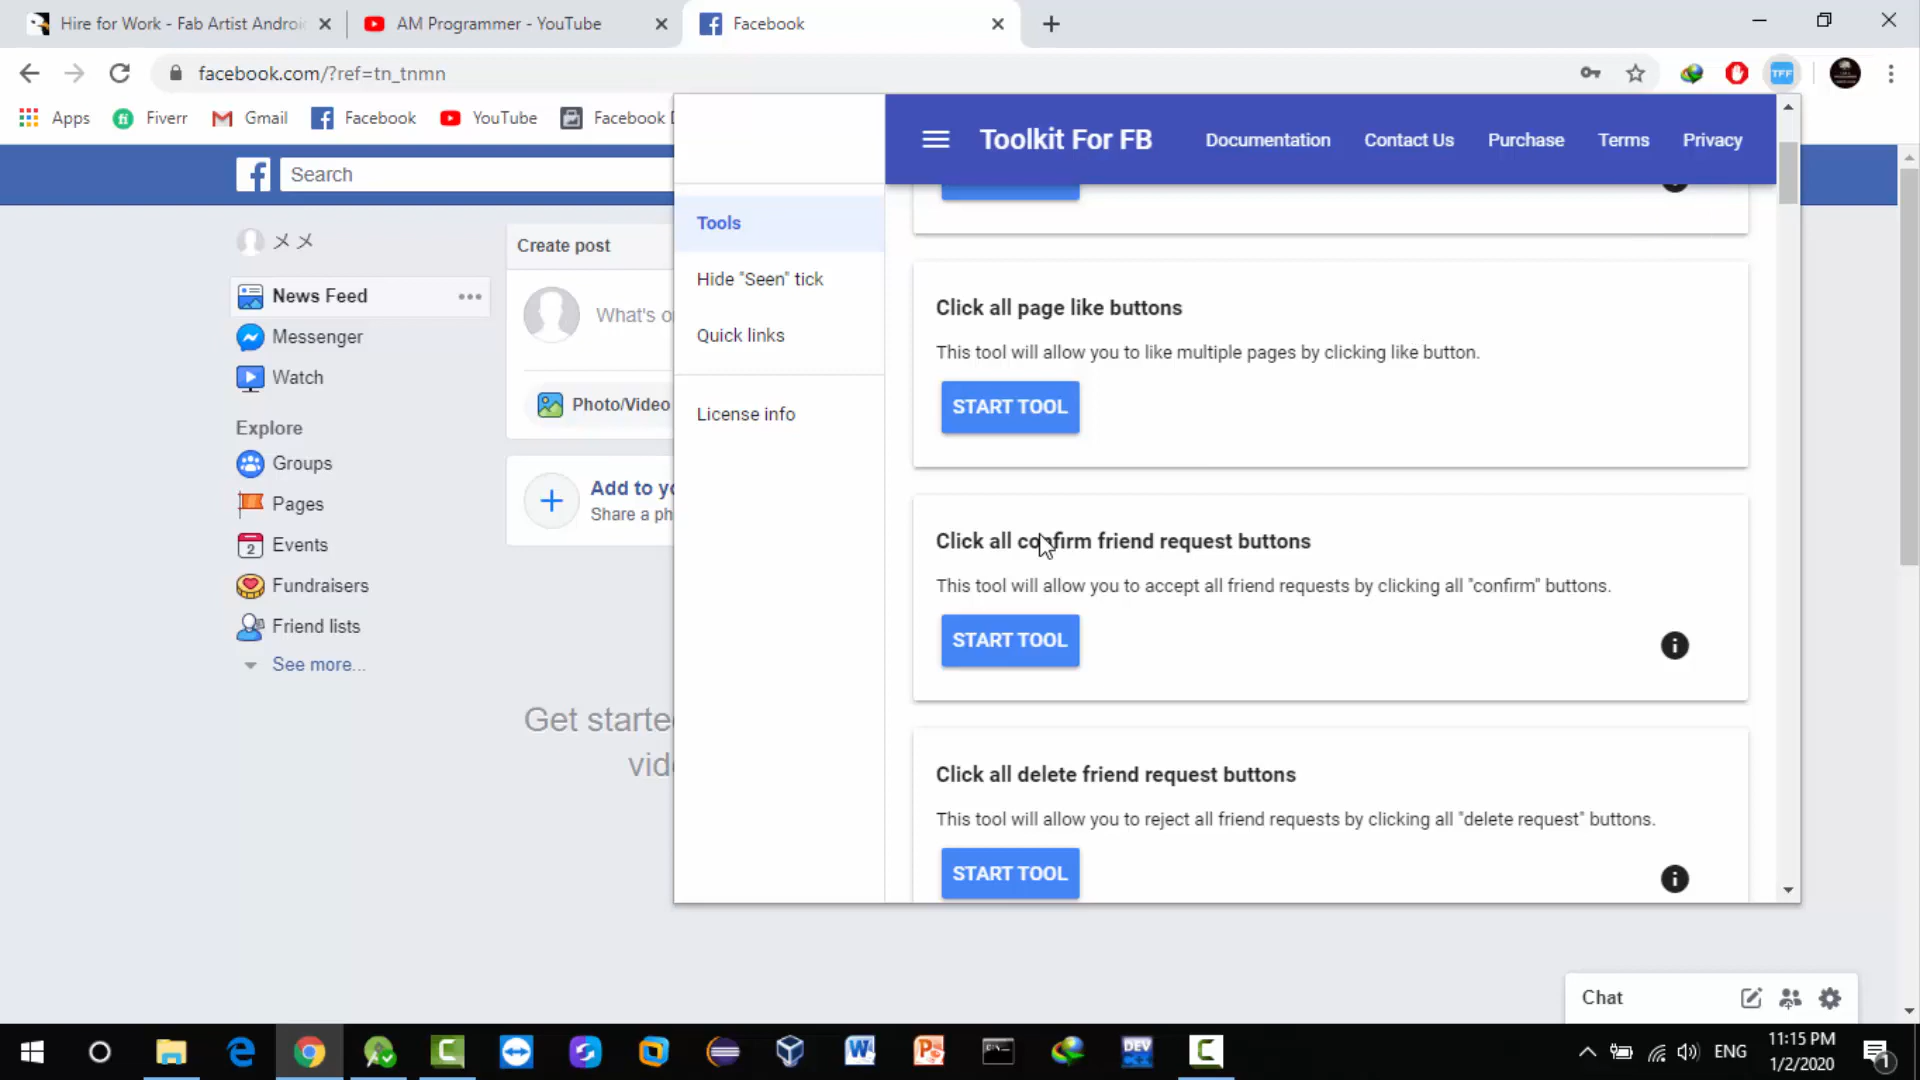 Hire for Work - Fab Artist Androi
AM Programmer - YouTube
Facebook
facebook.com/?ref=tn_tnmn
TFF
Apps
Fiverr
Gmail
Facebook
YouTube
Facebook D
Search
Toolkit For FB
Documentation
Contact Us
Purchase
Terms
Privacy
メメ
News Feed
Messenger
Watch
Explore
Groups
Pages
2
Events
Fundraisers
Friend lists
See more...
Create post
What's o
Photo/Video
Add to yo
Share a ph
Get starte
vid
Tools
Hide "Seen" tick
Quick links
License info
Click all page like buttons
This tool will allow you to like multiple pages by clicking like button.
START TOOL
Click all confirm friend request buttons
This tool will allow you to accept all friend requests by clicking all "confirm" buttons.
START TOOL
Click all delete friend request buttons
This tool will allow you to reject all friend requests by clicking all "delete request" buttons.
START TOOL
Chat
DEV
C++
ENG
11:15 PM
1/2/2020
1